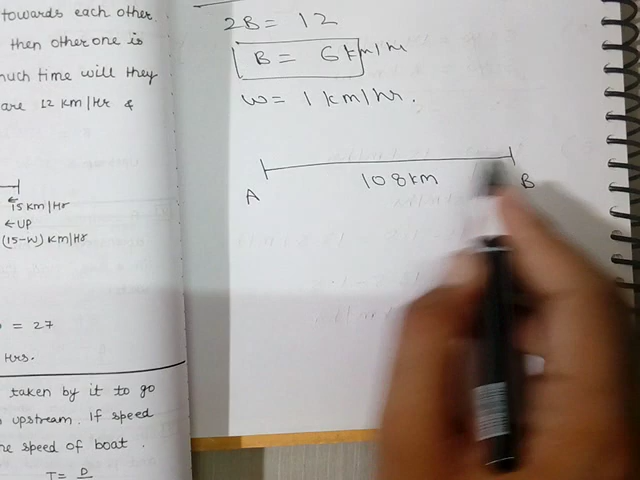 towards each other.
then other one is
much time will they
are 12 KM/Hr &
15 KM/Hr
← UP
(15-W) KM/Hr
= 27
Hrs.
taken by it to go
upstream. If speed
speed of boat.
T = D
2B = 12
B = 6 km/hr
W = 1 km/hr.
108 km
A B